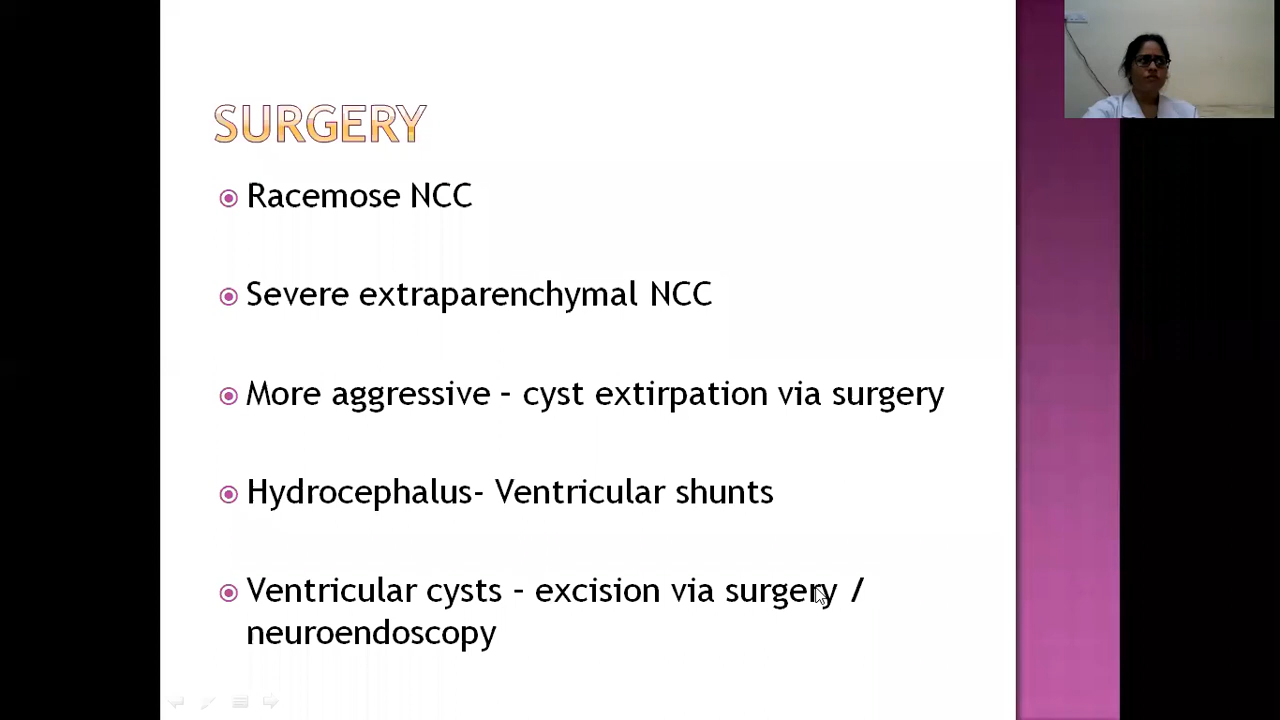 SURGERY
Racemose NCC
Severe extraparenchymal NCC
More aggressive - cyst extirpation via surgery
Hydrocephalus- Ventricular shunts
Ventricular cysts - excision via surgery /
neuroendoscopy